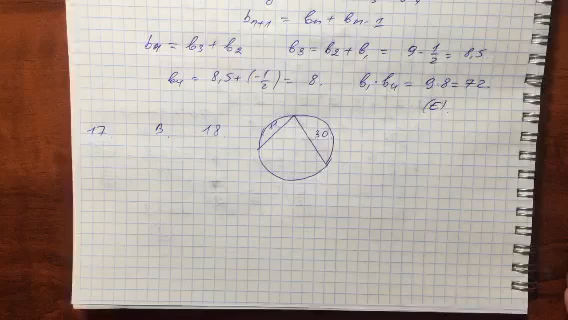 bn+1 = bn + bn-1
b4 = b3 + b2 b3 = b2 + b1 = 9 - 1/2 = 8,5
b4 = 8,5 + (-1/2) = 8. b1 · b4 = 9·8 = 72
(E).
17 B. 18.
30